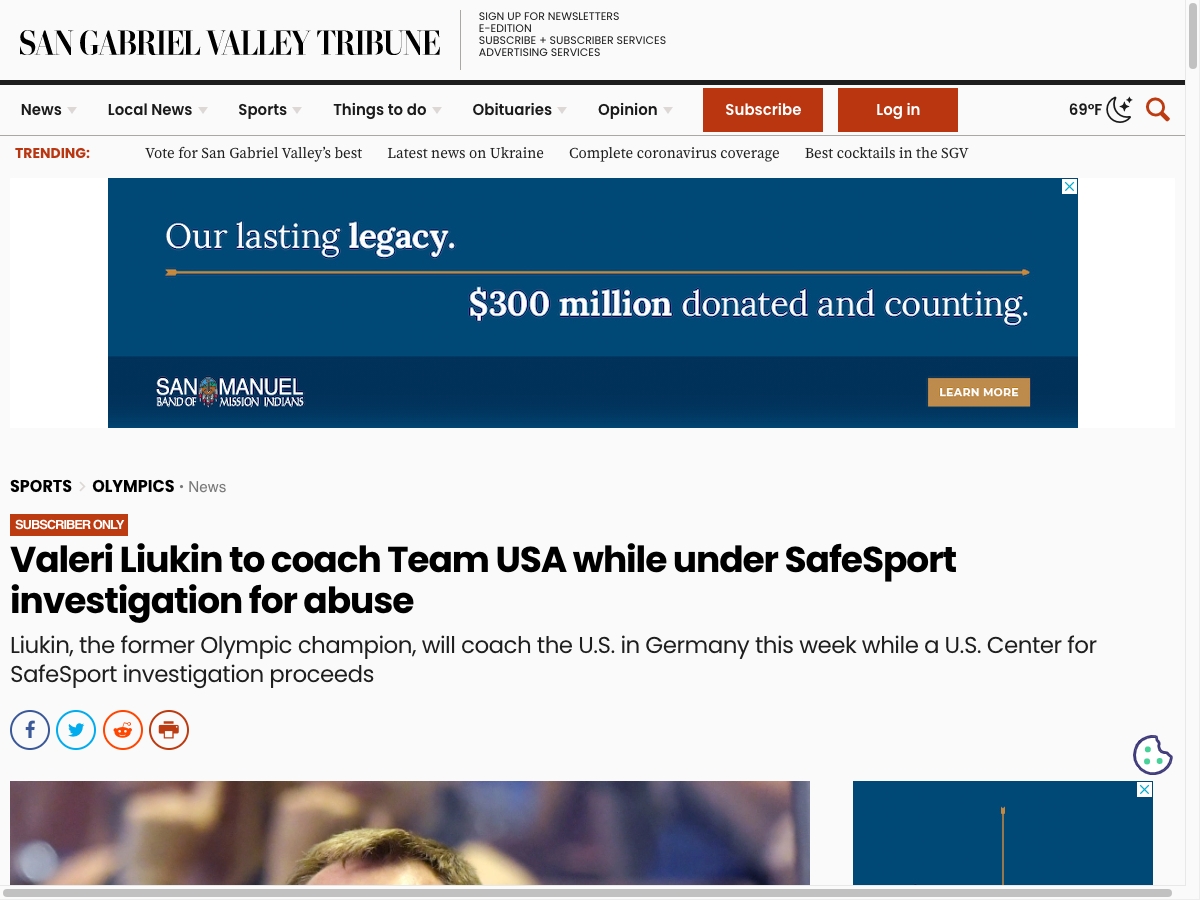 SAN GABRIEL VALLEY TRIBUNE
SIGN UP FOR NEWSLETTERS
E-EDITION
SUBSCRIBE + SUBSCRIBER SERVICES
ADVERTISING SERVICES
News Local News Sports Things to do Obituaries Opinion Subscribe Log in 69°F
TRENDING: Vote for San Gabriel Valley's best Latest news on Ukraine Complete coronavirus coverage Best cocktails in the SGV
Our lasting legacy.
$300 million donated and counting.
SAN MANUEL
BAND OF MISSION INDIANS
LEARN MORE
SPORTS > OLYMPICS • News
SUBSCRIBER ONLY
Valeri Liukin to coach Team USA while under SafeSport
investigation for abuse
Liukin, the former Olympic champion, will coach the U.S. in Germany this week while a U.S. Center for
SafeSport investigation proceeds